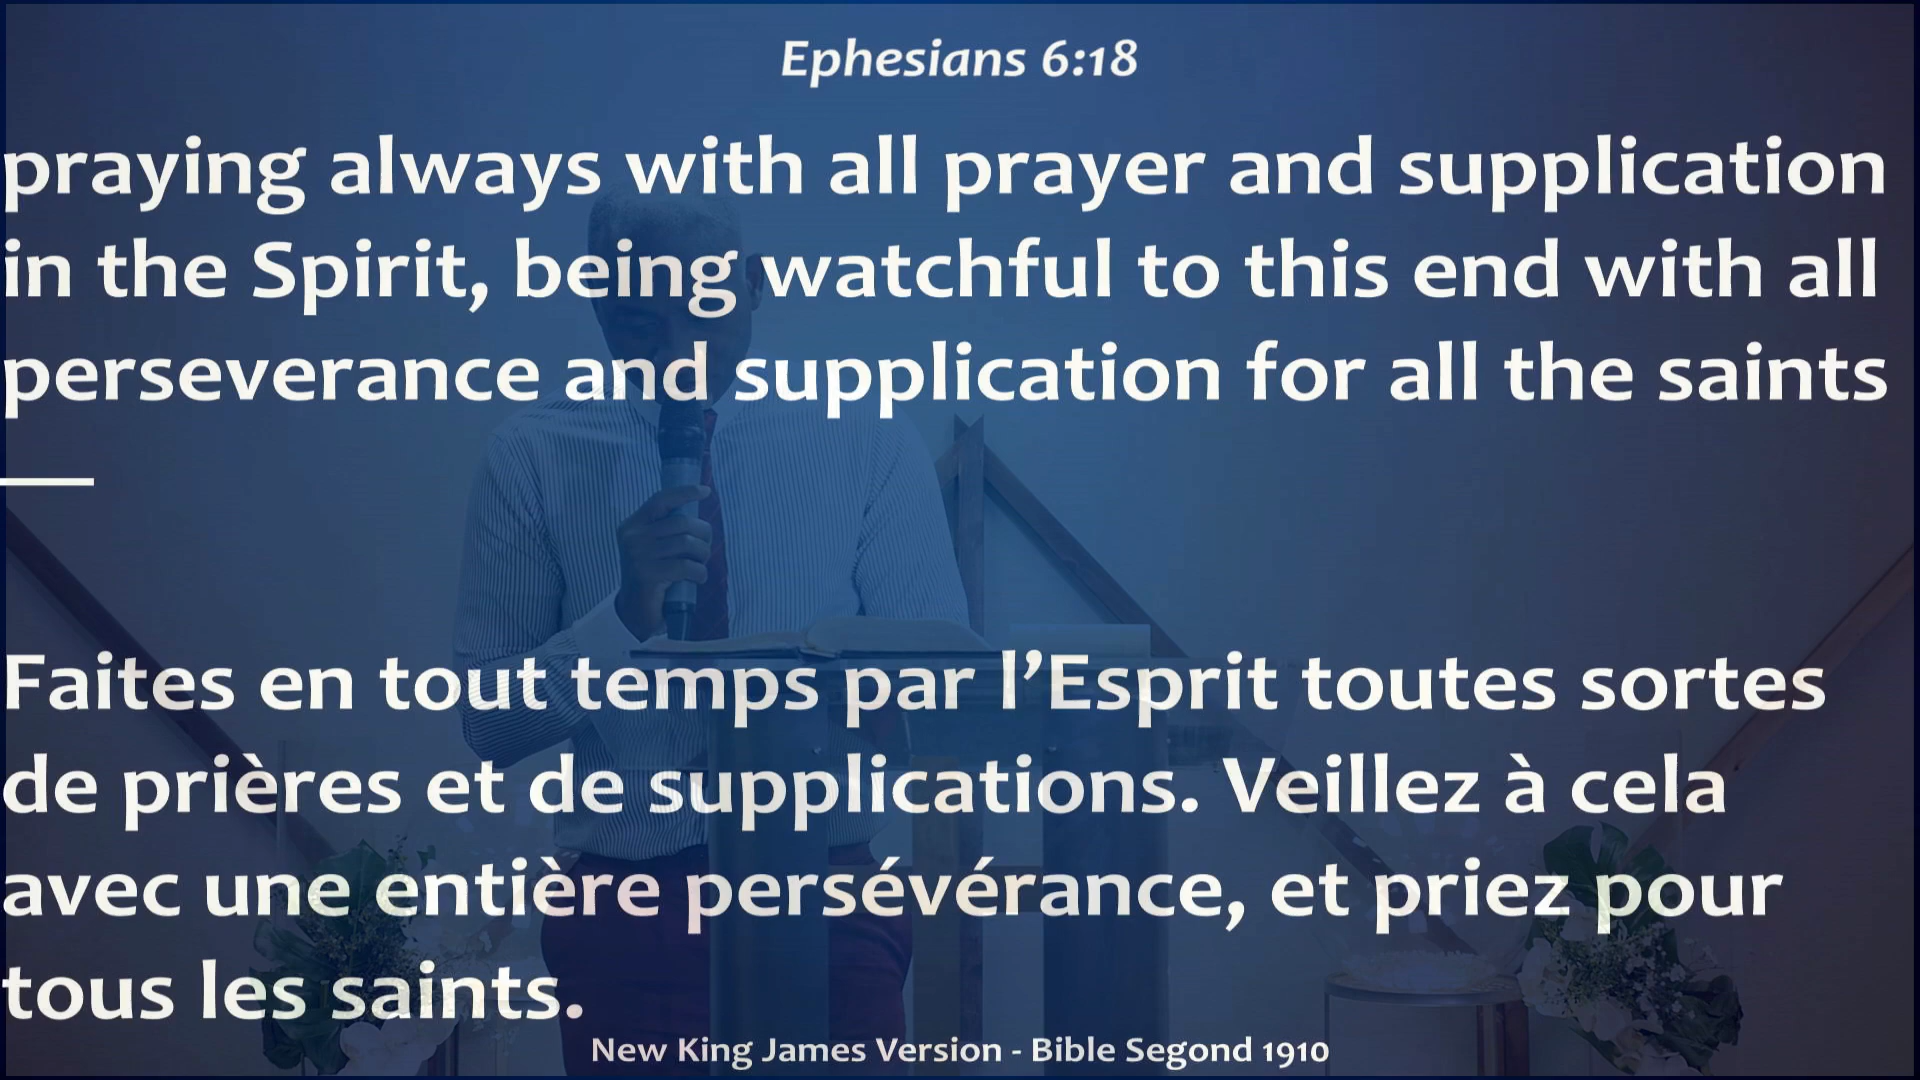 Ephesians 6:18
praying always with all prayer and supplication
in the Spirit, being watchful to this end with all
perseverance and supplication for all the saints
—
Faites en tout temps par l’Esprit toutes sortes
de prières et de supplications. Veillez à cela
avec une entière persévérance, et priez pour
tous les saints.
New King James Version - Bible Segond 1910